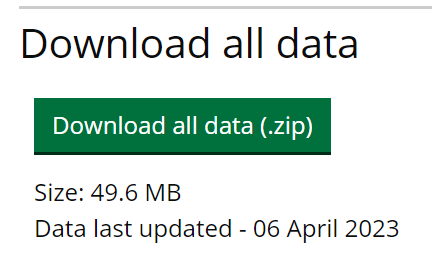 Download all data
Download all data (.zip)
Size: 49.6 MB
Data last updated - 06 April 2023